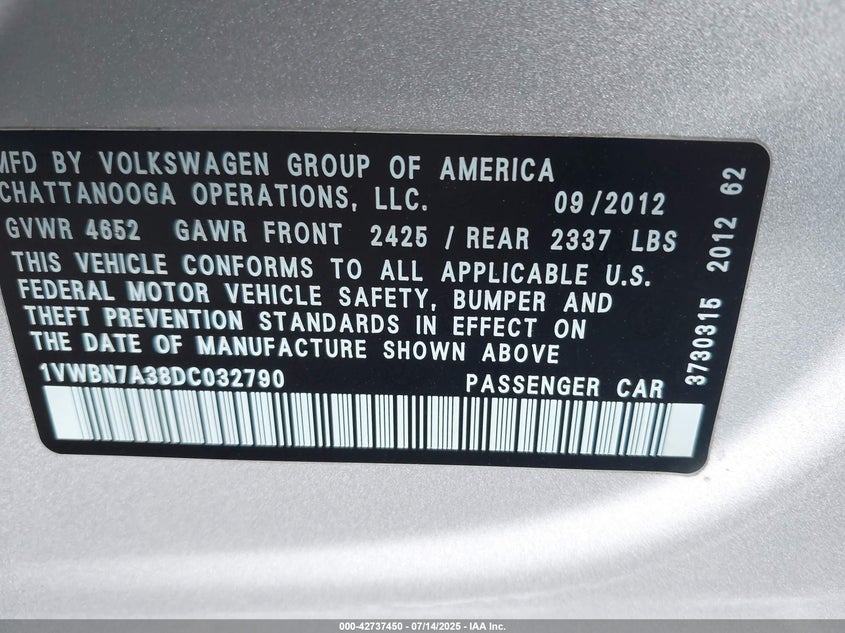 MFD BY VOLKSWAGEN GROUP OF AMERICA
CHATTANOOGA OPERATIONS, LLC. 09/2012
GVWR 4652 GAWR FRONT 2425 / REAR 2337 LBS
THIS VEHICLE CONFORMS TO ALL APPLICABLE U.S.
FEDERAL MOTOR VEHICLE SAFETY, BUMPER AND
THEFT PREVENTION STANDARDS IN EFFECT ON
THE DATE OF MANUFACTURE SHOWN ABOVE
1VWBN7A38DC032790 PASSENGER CAR
3730315 2012 62
000-42737450 - 07/14/2025 - IAA Inc.